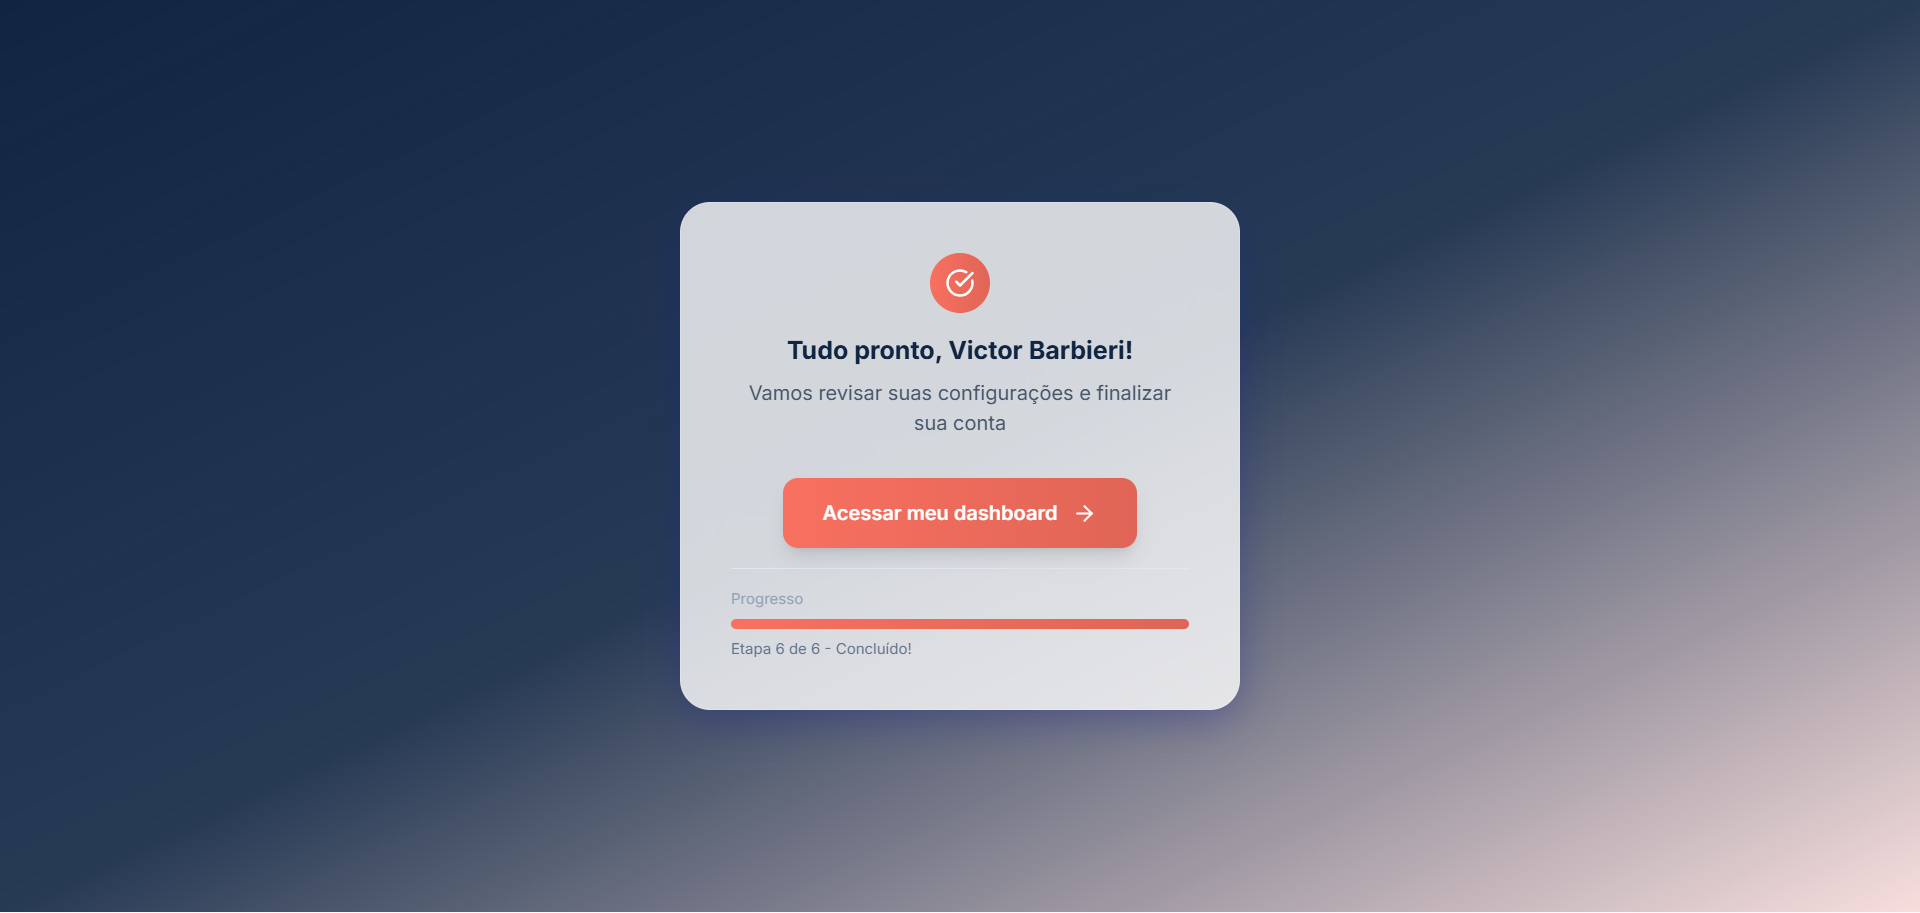 Tudo pronto, Victor Barbieri!
Vamos revisar suas configurações e finalizar
sua conta
Acessar meu dashboard
Progresso
Etapa 6 de 6 - Concluído!